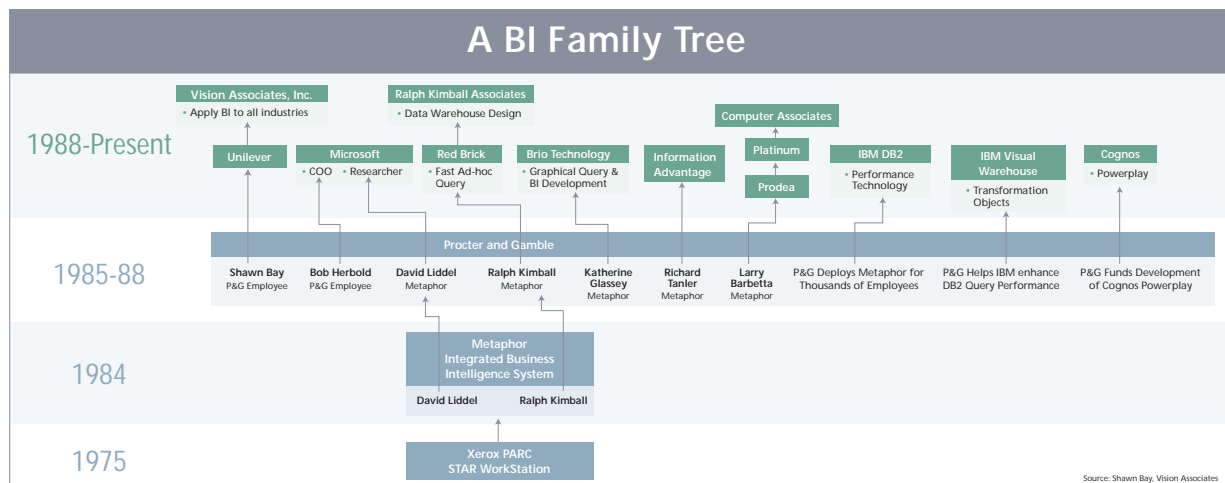 A BI Family Tree
1988-Present
Vision Associates, Inc.
• Apply BI to all industries
Unilever
Microsoft
• COO • Researcher
Ralph Kimball Associates
• Data Warehouse Design
Red Brick
• Fast Ad-hoc
Query
Brio Technology
• Graphical Query &
BI Development
Information
Advantage
Computer Associates
Platinum
Prodea
IBM DB2
• Performance
Technology
IBM Visual
Warehouse
• Transformation
Objects
Cognos
• Powerplay
1985-88
Procter and Gamble
Shawn Bay
P&G Employee
Bob Herbold
P&G Employee
David Liddel
Metaphor
Ralph Kimball
Metaphor
Katherine
Glassey
Metaphor
Richard
Tanler
Metaphor
Larry
Barbetta
Metaphor
P&G Deploys Metaphor for
Thousands of Employees
P&G Helps IBM enhance
DB2 Query Performance
P&G Funds Development
of Cognos Powerplay
1984
Metaphor
Integrated Business
Intelligence System
David Liddel
Ralph Kimball
1975
Xerox PARC
STAR WorkStation
Source: Shawn Bay, Vision Associates